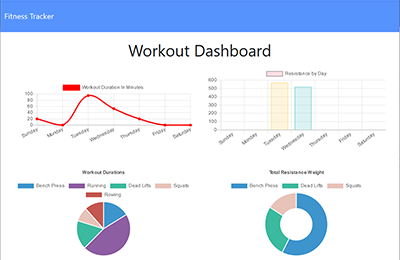 Fitness Tracker
Workout Dashboard
Workout Duration In Minutes
100
80
60
40
20
0
Sunday Monday Tuesday Wednesday Thursday Friday Saturday
Resistance by Day
600
500
400
300
200
100
0
Sunday Monday Tuesday Wednesday Thursday Friday Saturday
Workout Durations
Bench Press Running Dead Lifts Squats
Rowing
Total Resistance Weight
Bench Press Dead Lifts Squats